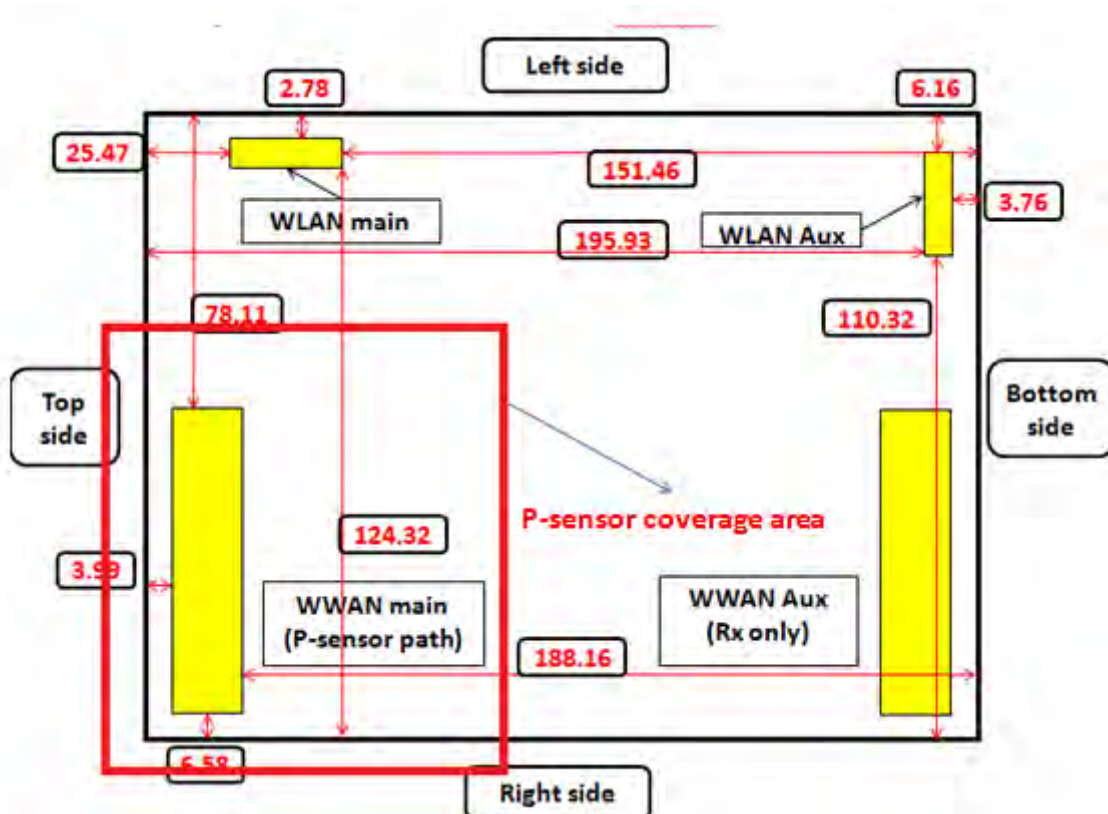 Left side
2.78
6.16
25.47
151.46
3.76
WLAN main
WLAN Aux
195.93
78.11
110.32
Top
side
Bottom
side
P-sensor coverage area
124.32
3.99
WWAN main
(P-sensor path)
WWAN Aux
(Rx only)
188.16
6.58
Right side